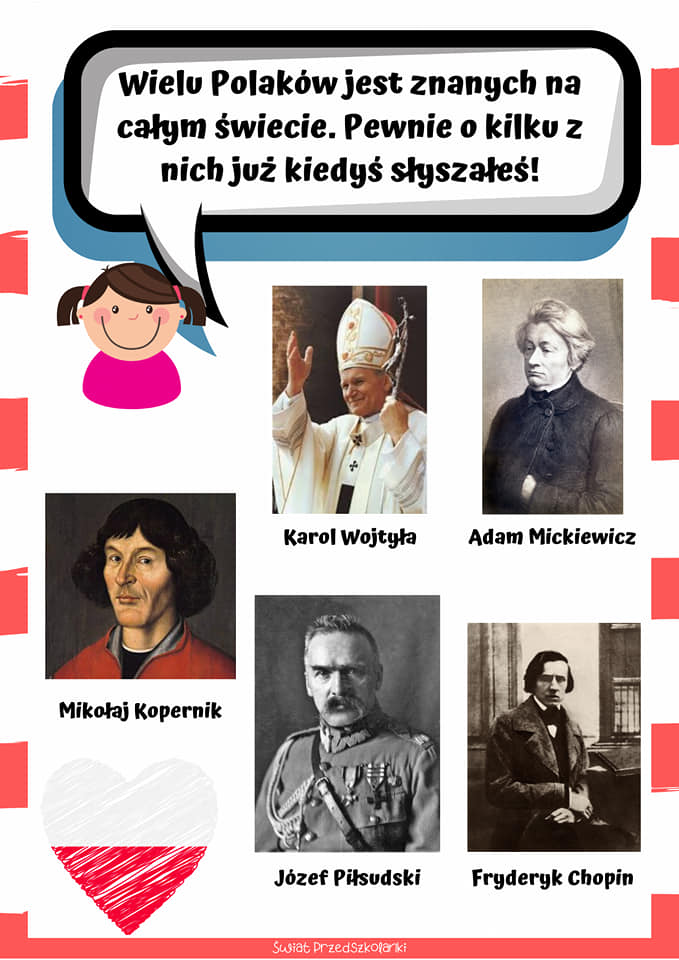 Wielu Polaków jest znanych na
całym świecie. Pewnie o kilku z
nich już kiedyś słyszałeś!
Karol Wojtyła
Adam Mickiewicz
Mikołaj Kopernik
Józef Piłsudski
Fryderyk Chopin
Świat Przedszkolanki